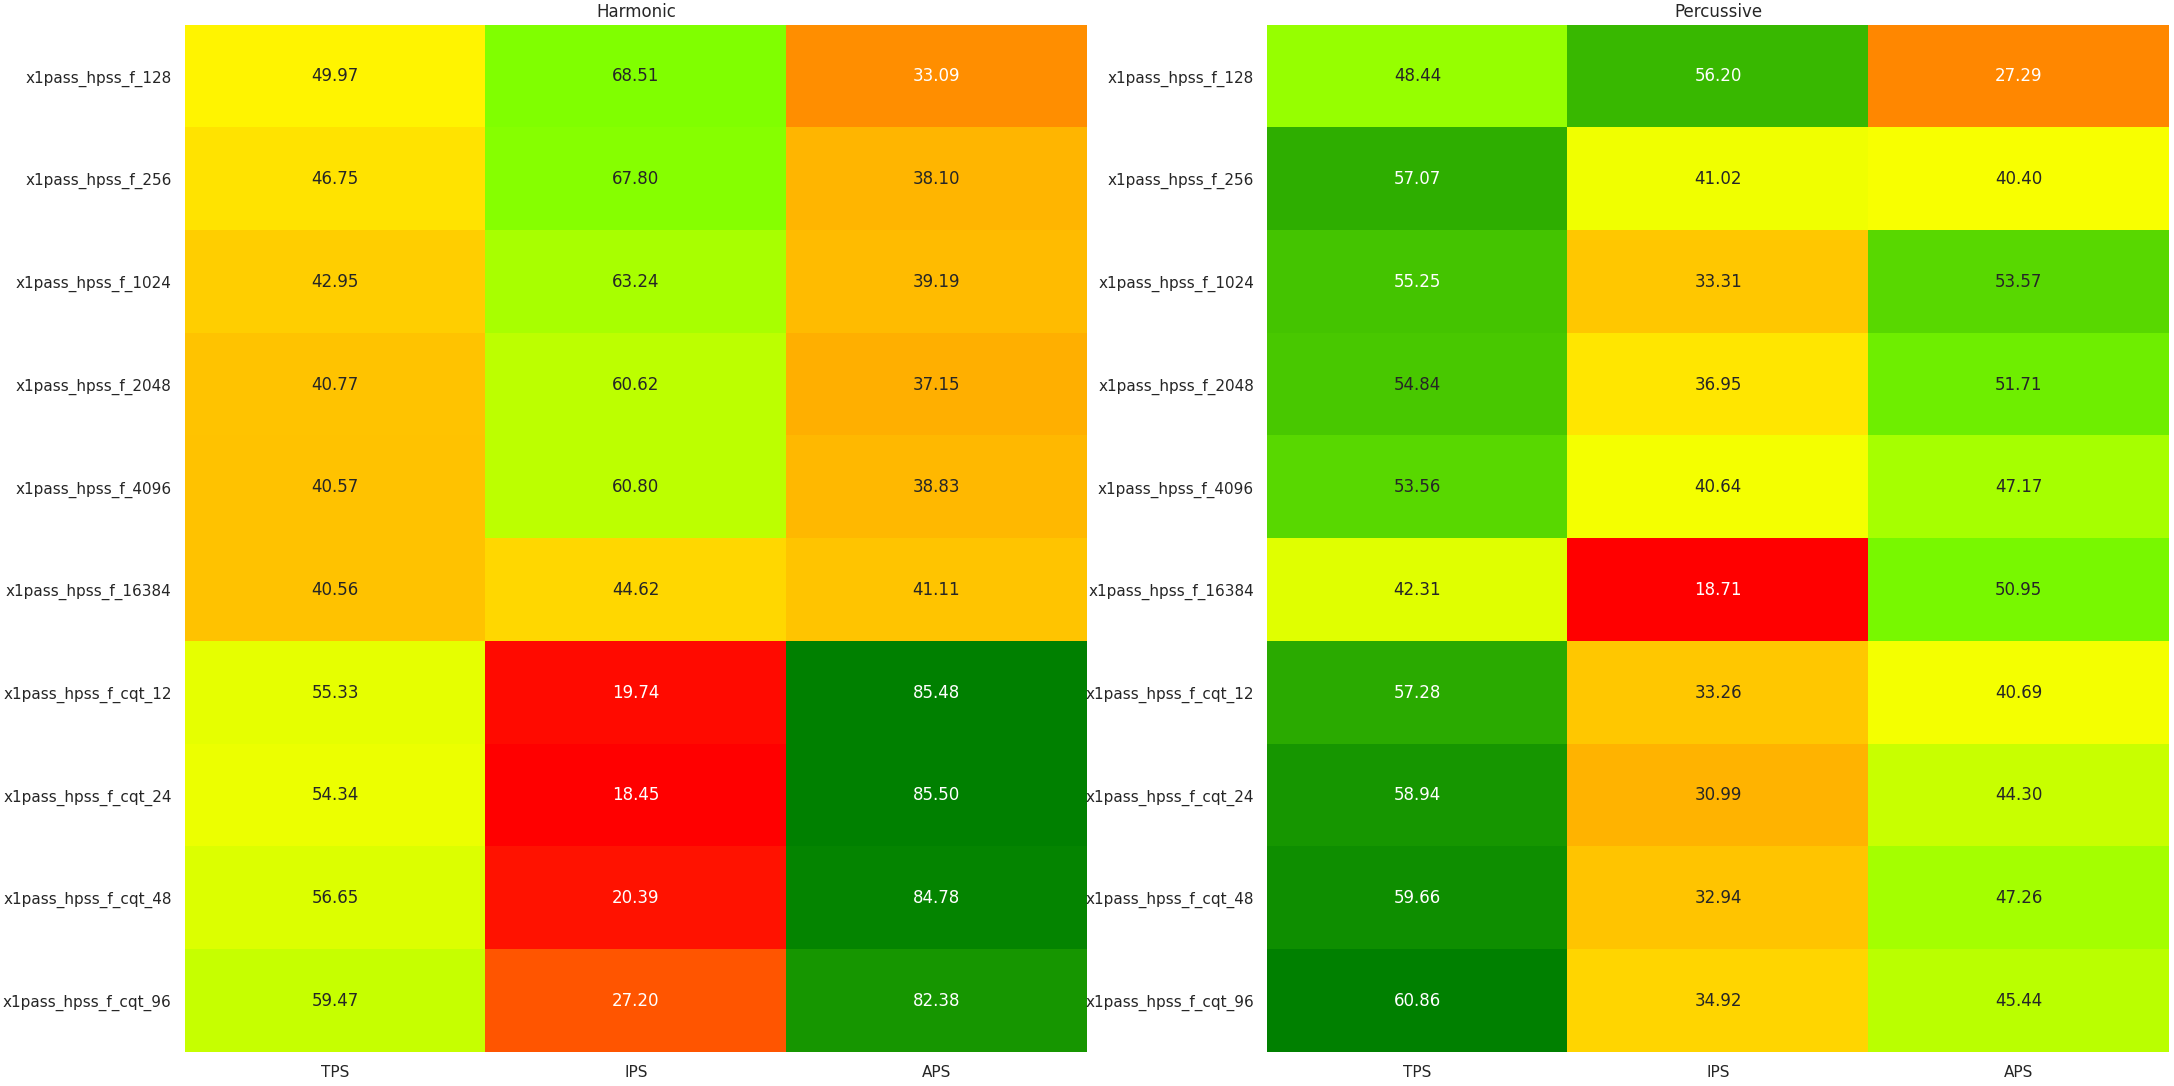 Harmonic
x1pass_hpss_f_128 49.97 68.51 33.09
x1pass_hpss_f_256 46.75 67.80 38.10
x1pass_hpss_f_1024 42.95 63.24 39.19
x1pass_hpss_f_2048 40.77 60.62 37.15
x1pass_hpss_f_4096 40.57 60.80 38.83
x1pass_hpss_f_16384 40.56 44.62 41.11
x1pass_hpss_f_cqt_12 55.33 19.74 85.48
x1pass_hpss_f_cqt_24 54.34 18.45 85.50
x1pass_hpss_f_cqt_48 56.65 20.39 84.78
x1pass_hpss_f_cqt_96 59.47 27.20 82.38
TPS IPS APS
Percussive
x1pass_hpss_f_128 48.44 56.20 27.29
x1pass_hpss_f_256 57.07 41.02 40.40
x1pass_hpss_f_1024 55.25 33.31 53.57
x1pass_hpss_f_2048 54.84 36.95 51.71
x1pass_hpss_f_4096 53.56 40.64 47.17
x1pass_hpss_f_16384 42.31 18.71 50.95
x1pass_hpss_f_cqt_12 57.28 33.26 40.69
x1pass_hpss_f_cqt_24 58.94 30.99 44.30
x1pass_hpss_f_cqt_48 59.66 32.94 47.26
x1pass_hpss_f_cqt_96 60.86 34.92 45.44
TPS IPS APS